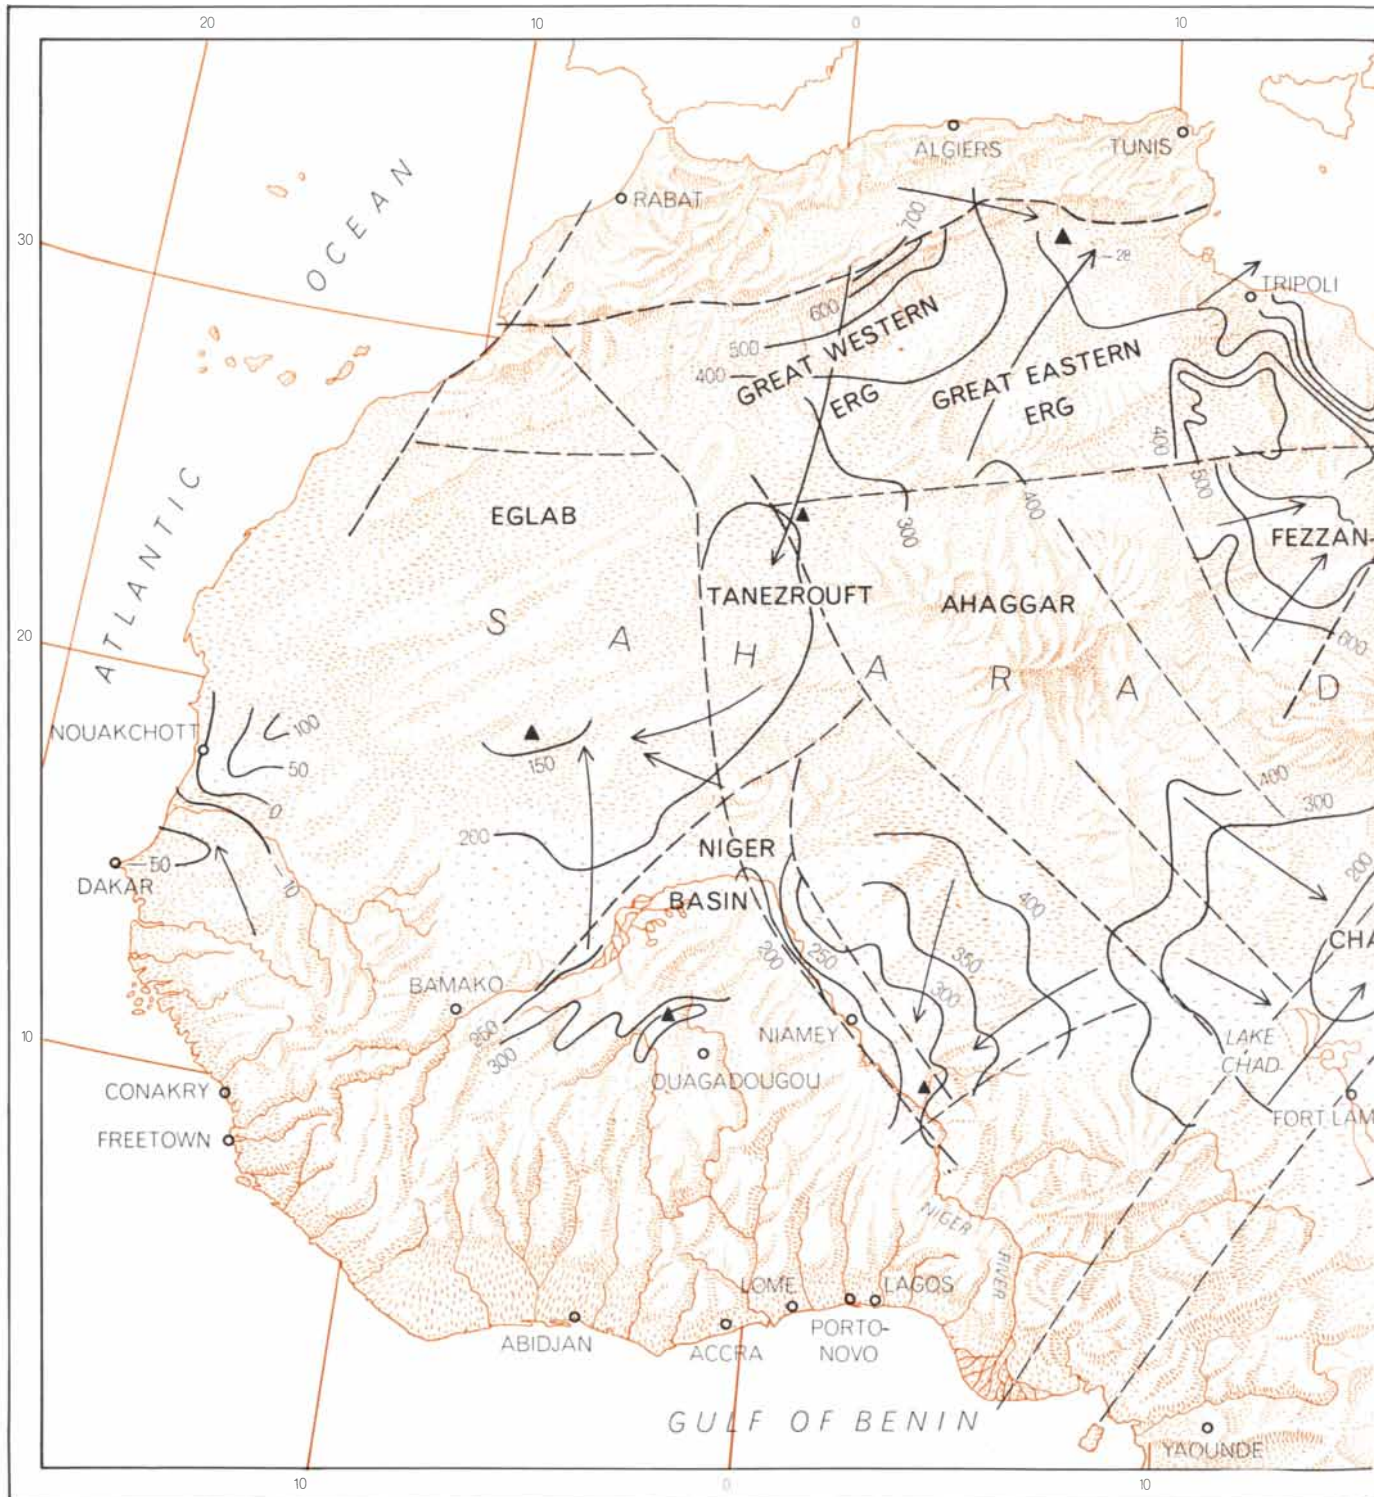 20 10 0 10
ALGIERS
TUNIS
RABAT
OCEAN
700
30
-28
TRIPOLI
600
500
GREAT WESTERN
ERG
400
GREAT EASTERN
ERG
400
500
400
300
ATLANTIC
EGLAB
FEZZAN-
TANEZROUFT
AHAGGAR
SAHARA D
20
600
NOUAKCHOTT
100
150
50
0
400
300
200
200
NIGER
BASIN
-50
DAKAR
-10
400
CHA
250
200
350
300
BAMAKO
NIAMEY
LAKE
CHAD
10
250
300
OUAGADOUGOU
CONAKRY
FORT LAM
FREETOWN
NIGER
RIVER
LOME
LAGOS
ABIDJAN
ACCRA
PORTO-
NOVO
GULF OF BENIN
YAOUNDE
10 0 10